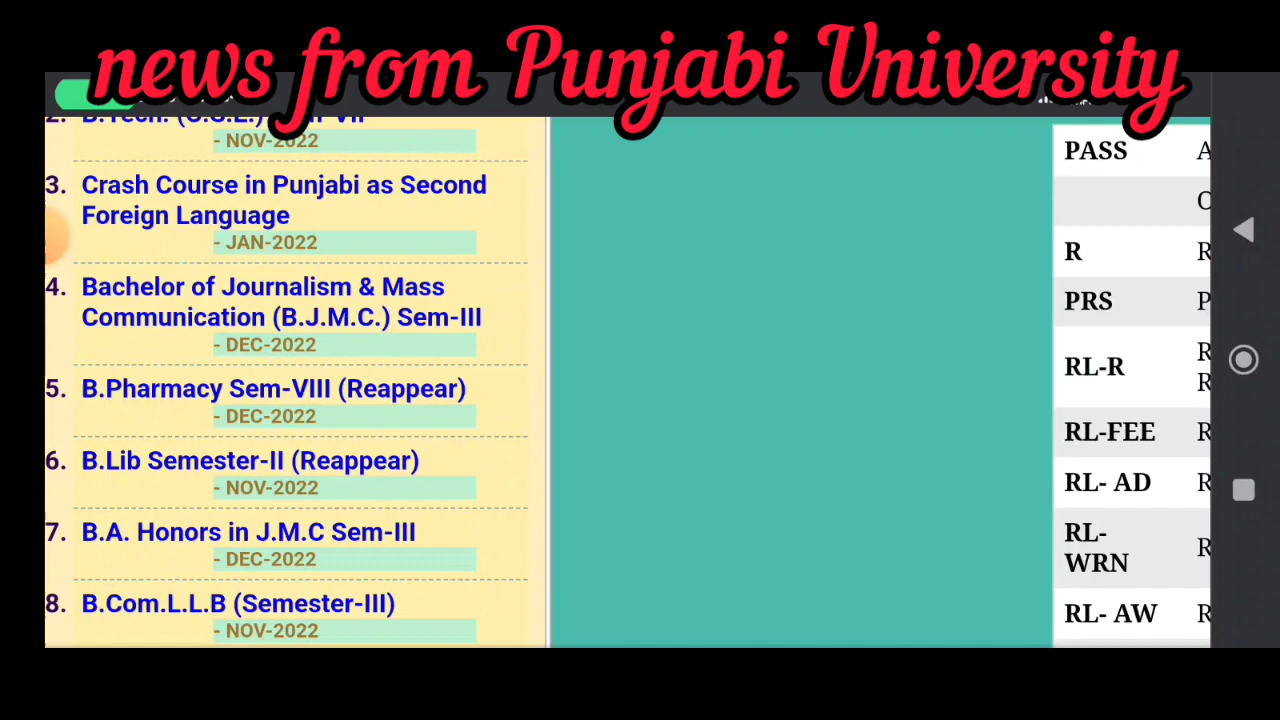 news from Punjabi University
2.
- NOV-2022
3. Crash Course in Punjabi as Second
Foreign Language
- JAN-2022
4. Bachelor of Journalism & Mass
Communication (B.J.M.C.) Sem-III
- DEC-2022
5. B.Pharmacy Sem-VIII (Reappear)
- DEC-2022
6. B.Lib Semester-II (Reappear)
- NOV-2022
7. B.A. Honors in J.M.C Sem-III
- DEC-2022
8. B.Com.L.L.B (Semester-III)
- NOV-2022
PASS
R
PRS
RL-R
RL-FEE
RL- AD
RL-
WRN
RL- AW